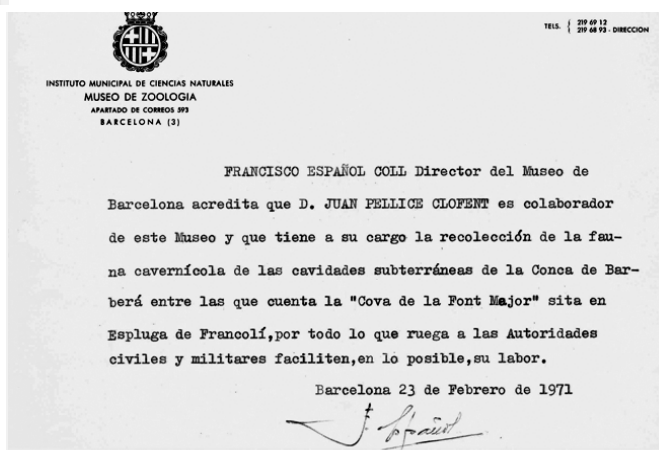 TELS. { 219 69 12
219 68 93 - DIRECCION
INSTITUTO MUNICIPAL DE CIENCIAS NATURALES
MUSEO DE ZOOLOGIA
APARTADO DE CORREOS 593
BARCELONA (3)
FRANCISCO ESPAÑOL COLL Director del Museo de
Barcelona acredita que D. JUAN PELLICE CLOFENT es colaborador
de este Museo y que tiene a su cargo la recolección de la fau-
na cavernícola de las cavidades subterráneas de la Conca de Bar-
berá entre las que cuenta la "Cova de la Font Major" sita en
Espluga de Francolí,por todo lo que ruega a las Autoridades
civiles y militares faciliten,en lo posible,su labor.
Barcelona 23 de Febrero de 1971
F. Español